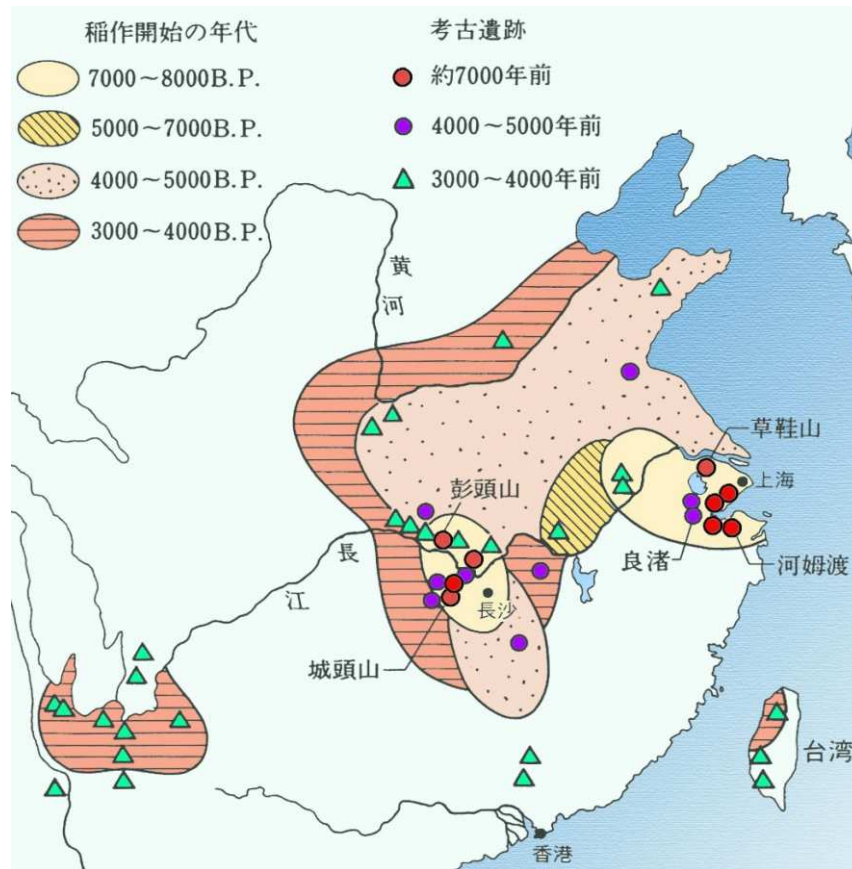 稲作開始の年代
7000～8000B.P.
5000～7000B.P.
4000～5000B.P.
3000～4000B.P.
考古遺跡
約7000年前
4000～5000年前
3000～4000年前
黄河
草鞋山
上海
彭頭山
長江
良渚
河姆渡
長沙
城頭山
台湾
香港